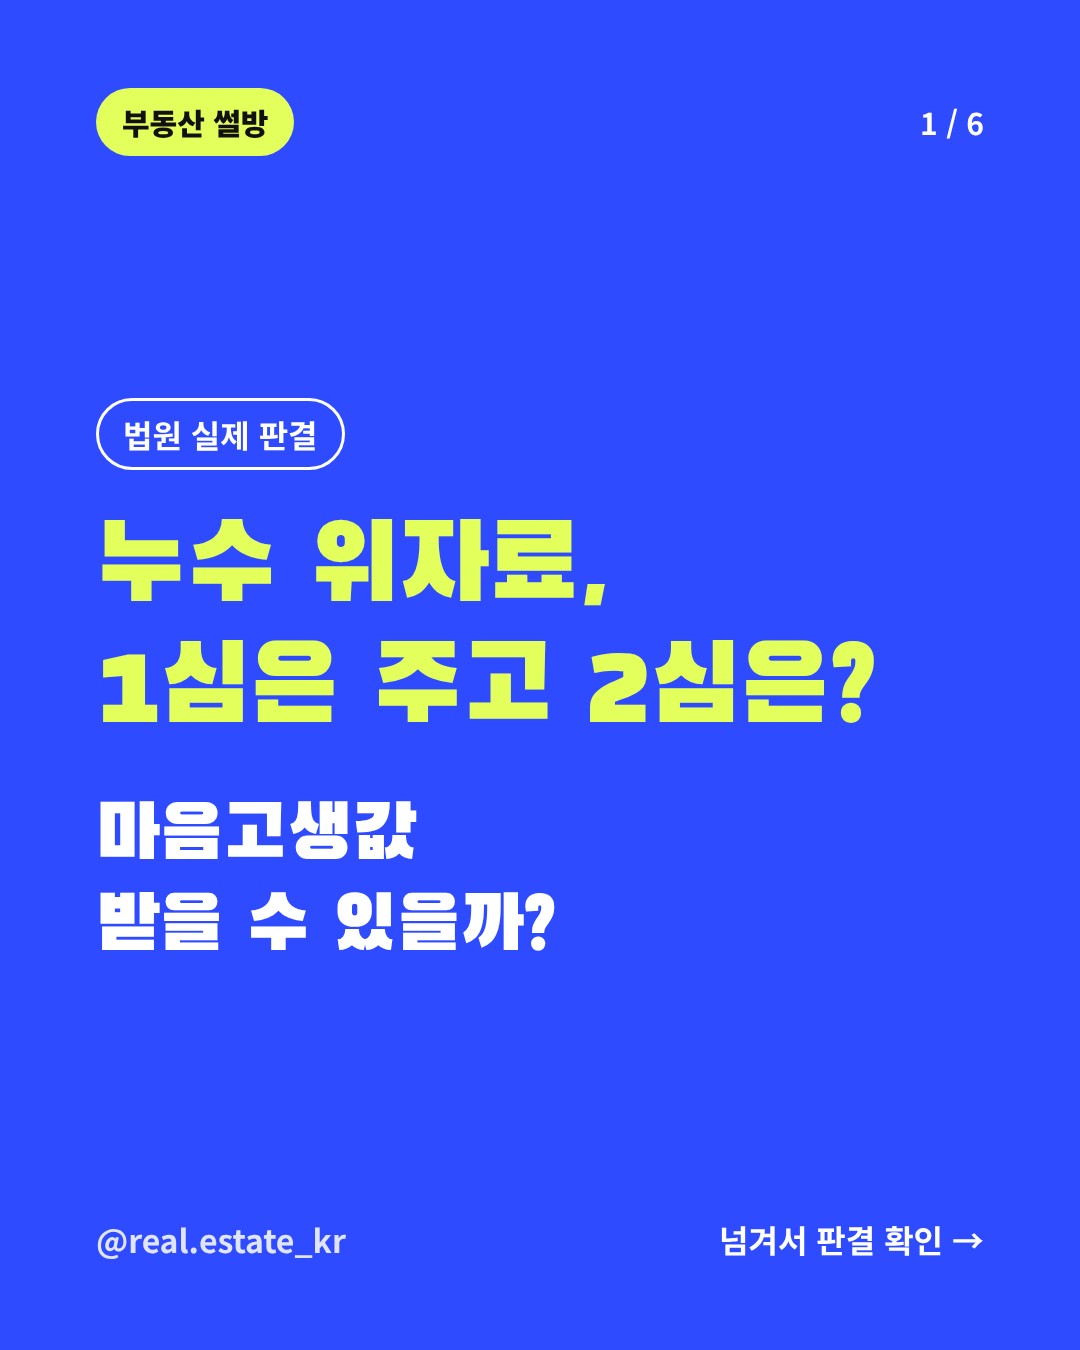 부동산 썰방
1 / 6
법원 실제 판결
누수 위자료,
1심은 주고 2심은?
마음고생값
받을 수 있을까?
@real.estate_kr
넘겨서 판결 확인 →